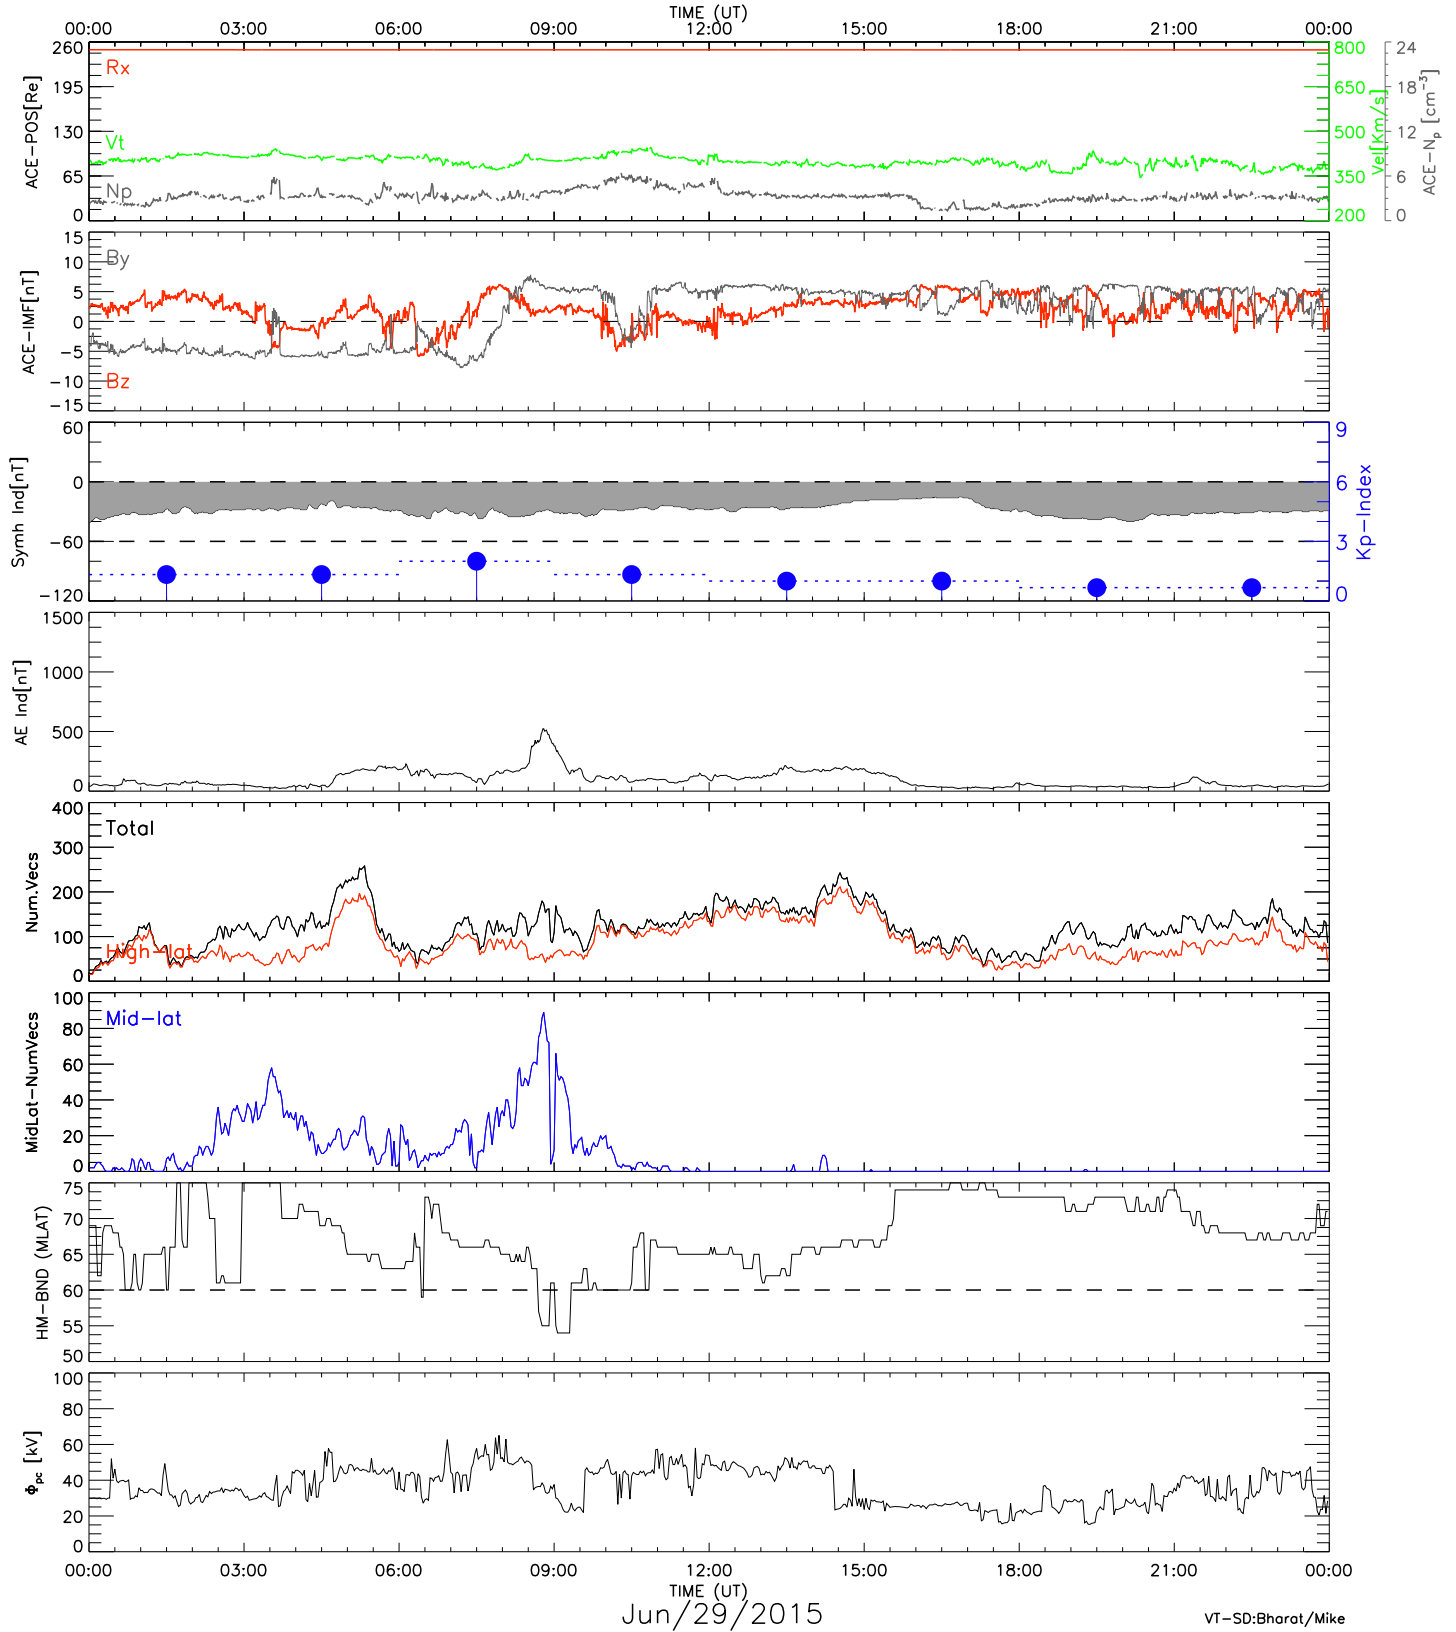 TIME (UT)
00:00 03:00 06:00 09:00 12:00 15:00 18:00 21:00 00:00
ACE-POS[Re]
260
195
130
65
0
Rx
Vt
Np
800
650
500
350
200
Vel[Km/s]
24
18
12
6
0
ACE-Np [cm-3]
ACE-IMF[nT]
15
10
5
0
-5
-10
-15
By
Bz
Symh Ind[nT]
60
0
-60
-120
9
6
3
0
Kp-Index
AE Ind[nT]
1500
1000
500
0
Num.Vecs
400
300
200
100
0
Total
High-lat
MidLat-NumVecs
100
80
60
40
20
0
Mid-lat
HM-BND (MLAT)
75
70
65
60
55
50
Φpc [kV]
100
80
60
40
20
0
00:00 03:00 06:00 09:00 12:00 15:00 18:00 21:00 00:00
TIME (UT)
Jun/29/2015
VT-SD:Bharat/Mike